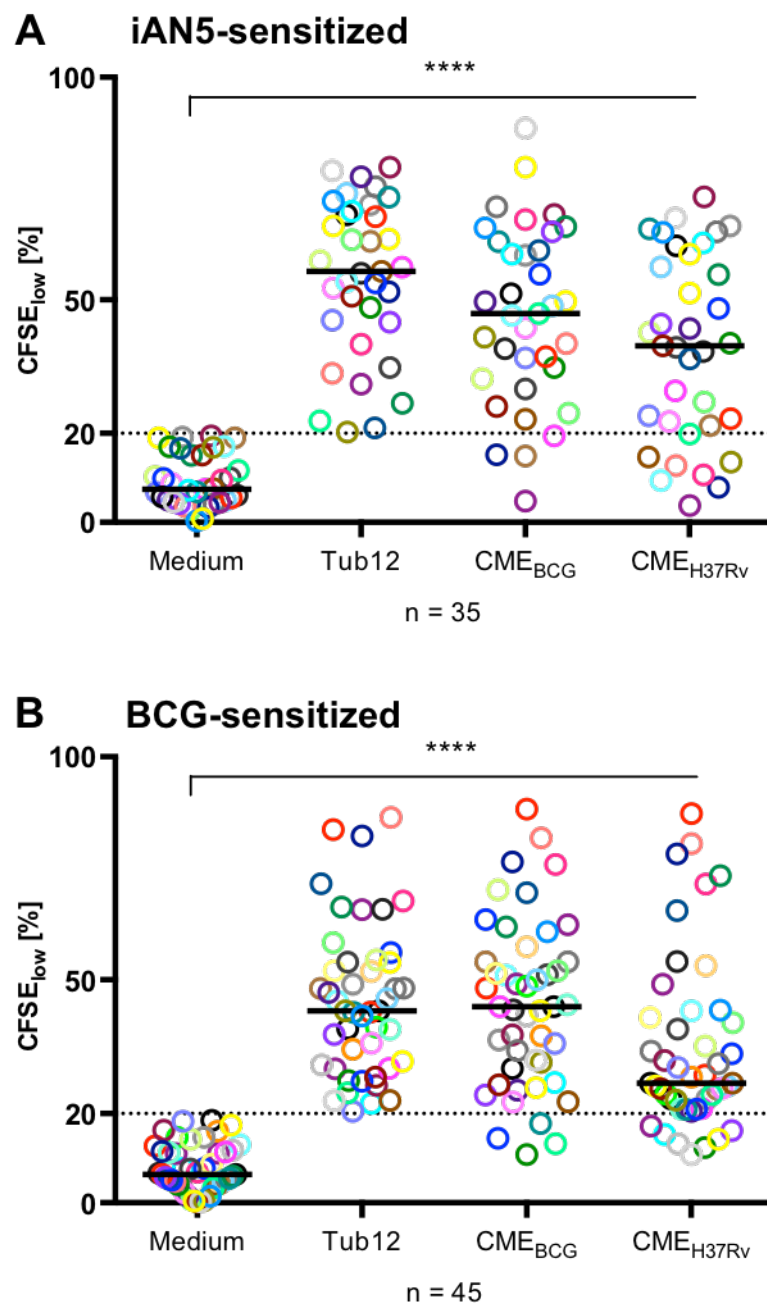 A iAN5-sensitized
****
100
50
20
0
CFSElow [%]
Medium Tub12 CMEBCG CMEH37Rv
n = 35
B BCG-sensitized
****
100
50
20
0
CFSElow [%]
Medium Tub12 CMEBCG CMEH37Rv
n = 45